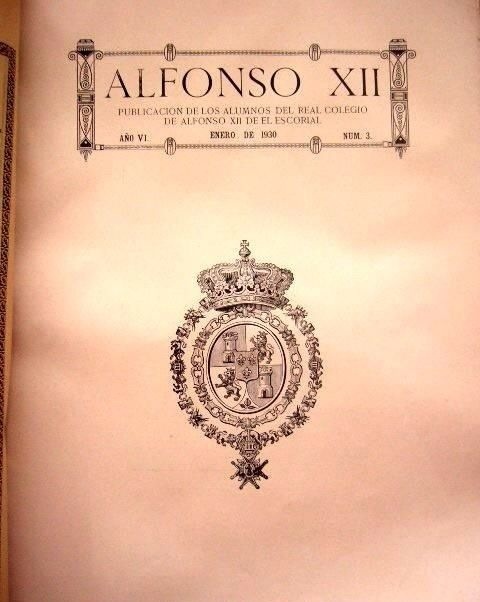 ALFONSO XII
PUBLICACION DE LOS ALUMNOS DEL REAL COLEGIO
DE ALFONSO XII DE EL ESCORIAL
AÑO VI. ENERO DE 1930 NUM. 3.